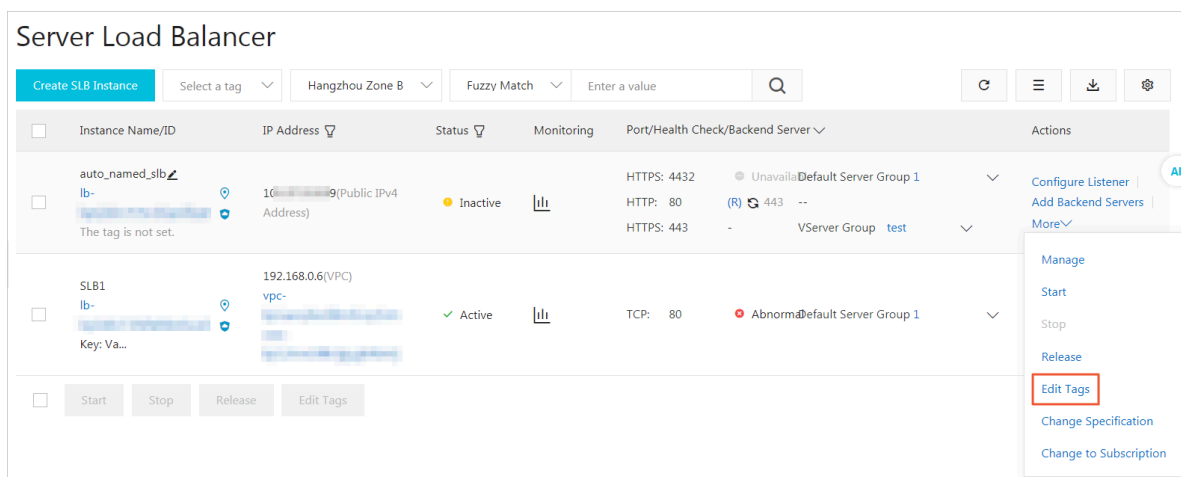 Server Load Balancer
Create SLB Instance Select a tag Hangzhou Zone B Fuzzy Match Enter a value
Instance Name/ID IP Address Status Monitoring Port/Health Check/Backend Server Actions
auto_named_slb
lb-
The tag is not set.
10 9(Public IPv4
Address)
Inactive
HTTPS: 4432 Unavaila Default Server Group 1
HTTP: 80 (R) 443 --
HTTPS: 443 - VServer Group test
Configure Listener
Add Backend Servers
More
SLB1
lb-
Key: Va...
192.168.0.6(VPC)
vpc-
Active
TCP: 80 Abnorma Default Server Group 1
Manage
Start
Stop
Release
Edit Tags
Change Specification
Change to Subscription
Start Stop Release Edit Tags